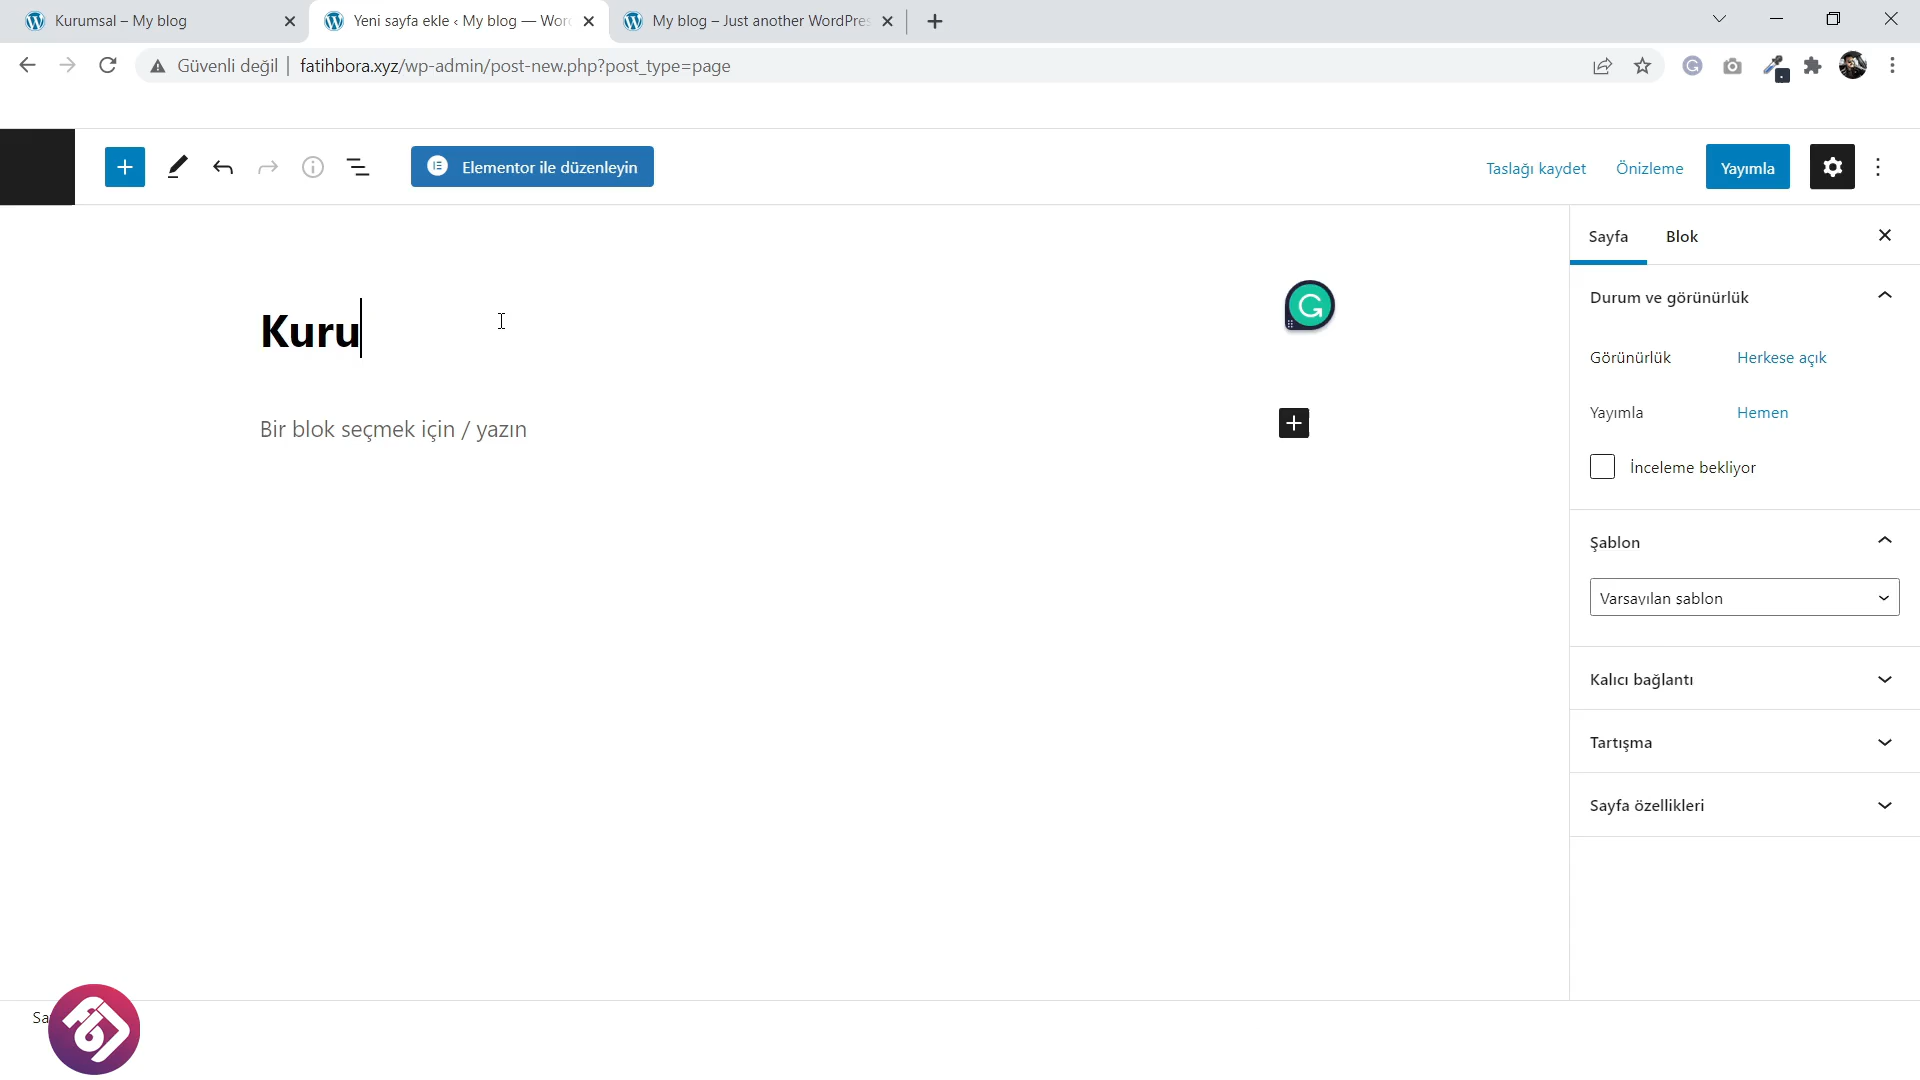 Kurumsal – My blog
Yeni sayfa ekle ‹ My blog — Wor
My blog – Just another WordPres
Güvenli değil
fatihbora.xyz/wp-admin/post-new.php?post_type=page
Elementor ile düzenleyin
Taslağı kaydet
Önizleme
Yayımla
Sayfa
Blok
Kuru
Bir blok seçmek için / yazın
Durum ve görünürlük
Görünürlük
Herkese açık
Yayımla
Hemen
İnceleme bekliyor
Şablon
Varsayılan şablon
Kalıcı bağlantı
Tartışma
Sayfa özellikleri